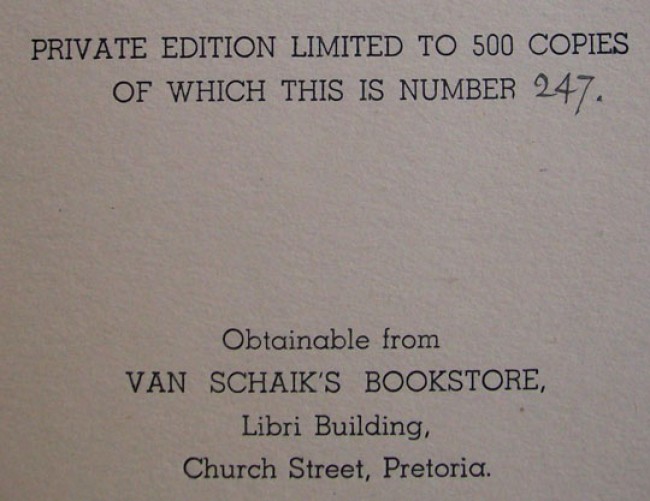 PRIVATE EDITION LIMITED TO 500 COPIES
OF WHICH THIS IS NUMBER 247.
Obtainable from
VAN SCHAIK'S BOOKSTORE,
Libri Building,
Church Street, Pretoria.